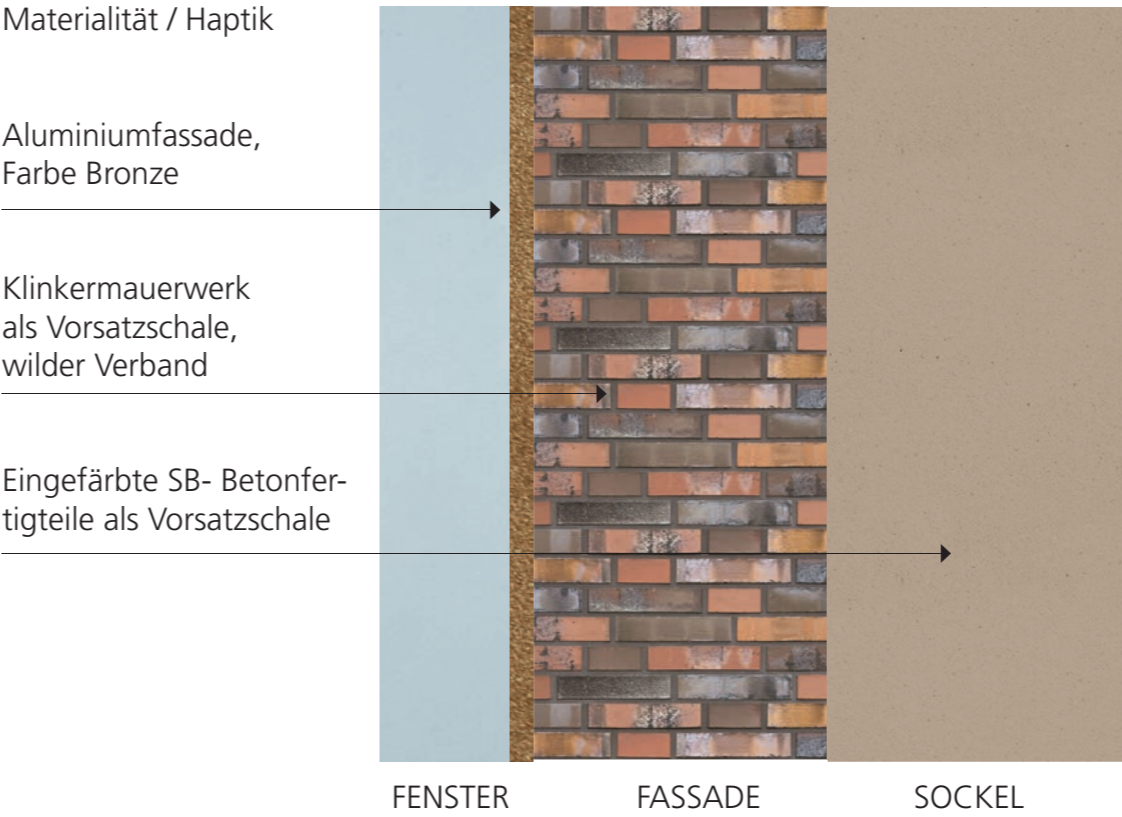 Materialität / Haptik
Aluminiumfassade,
Farbe Bronze
Klinkermauerwerk
als Vorsatzschale,
wilder Verband
Eingefärbte SB- Betonfer-
tigteile als Vorsatzschale
FENSTER
FASSADE
SOCKEL